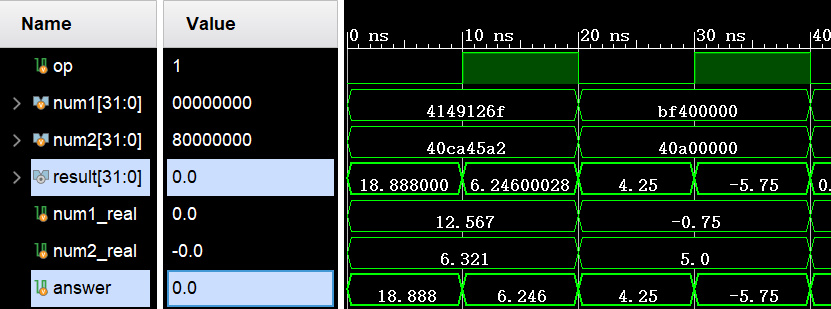 Name Value 0 ns 10 ns 20 ns 30 ns 40
op 1
num1[31:0] 00000000 4149126f bf400000
num2[31:0] 80000000 40ca45a2 40a00000
result[31:0] 0.0 18.888000 6.24600028 4.25 -5.75 0.
num1_real 0.0 12.567 -0.75
num2_real -0.0 6.321 5.0
answer 0.0 18.888 6.246 4.25 -5.75